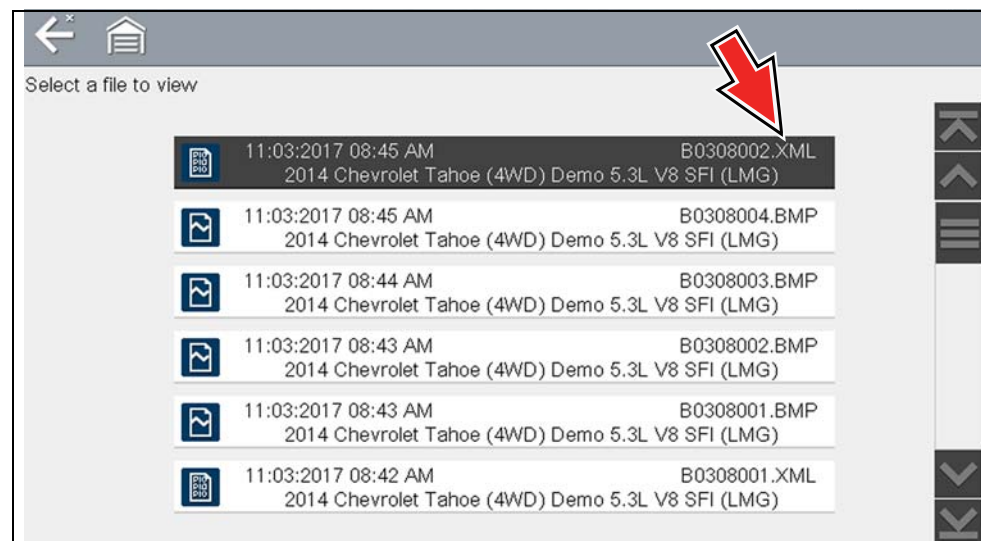 Select a file to view
11:03:2017 08:45 AM B0308002.XML
2014 Chevrolet Tahoe (4WD) Demo 5.3L V8 SFI (LMG)
11:03:2017 08:45 AM B0308004.BMP
2014 Chevrolet Tahoe (4WD) Demo 5.3L V8 SFI (LMG)
11:03:2017 08:44 AM B0308003.BMP
2014 Chevrolet Tahoe (4WD) Demo 5.3L V8 SFI (LMG)
11:03:2017 08:43 AM B0308002.BMP
2014 Chevrolet Tahoe (4WD) Demo 5.3L V8 SFI (LMG)
11:03:2017 08:43 AM B0308001.BMP
2014 Chevrolet Tahoe (4WD) Demo 5.3L V8 SFI (LMG)
11:03:2017 08:42 AM B0308001.XML
2014 Chevrolet Tahoe (4WD) Demo 5.3L V8 SFI (LMG)